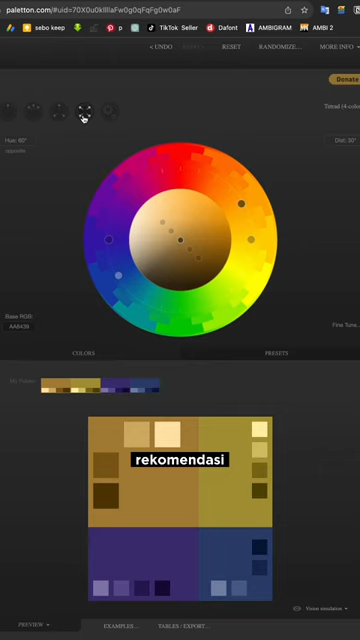 paletton.com/#uid=70X0u0kllllaFw0g0qFqFg0w0aF
sebo keep
p
TikTok Seller
Dafont
AMBIGRAM
AMBI 2
UNDO
RESET
RANDOMIZE...
MORE INFO
Donate
Tetrad (4-color
Hue: 60°
opposite
Dist: 30°
Base RGB:
AA8439
Fine Tune...
COLORS
PRESETS
rekomendasi
Vision simulation
PREVIEW
EXAMPLES...
TABLES / EXPORT...